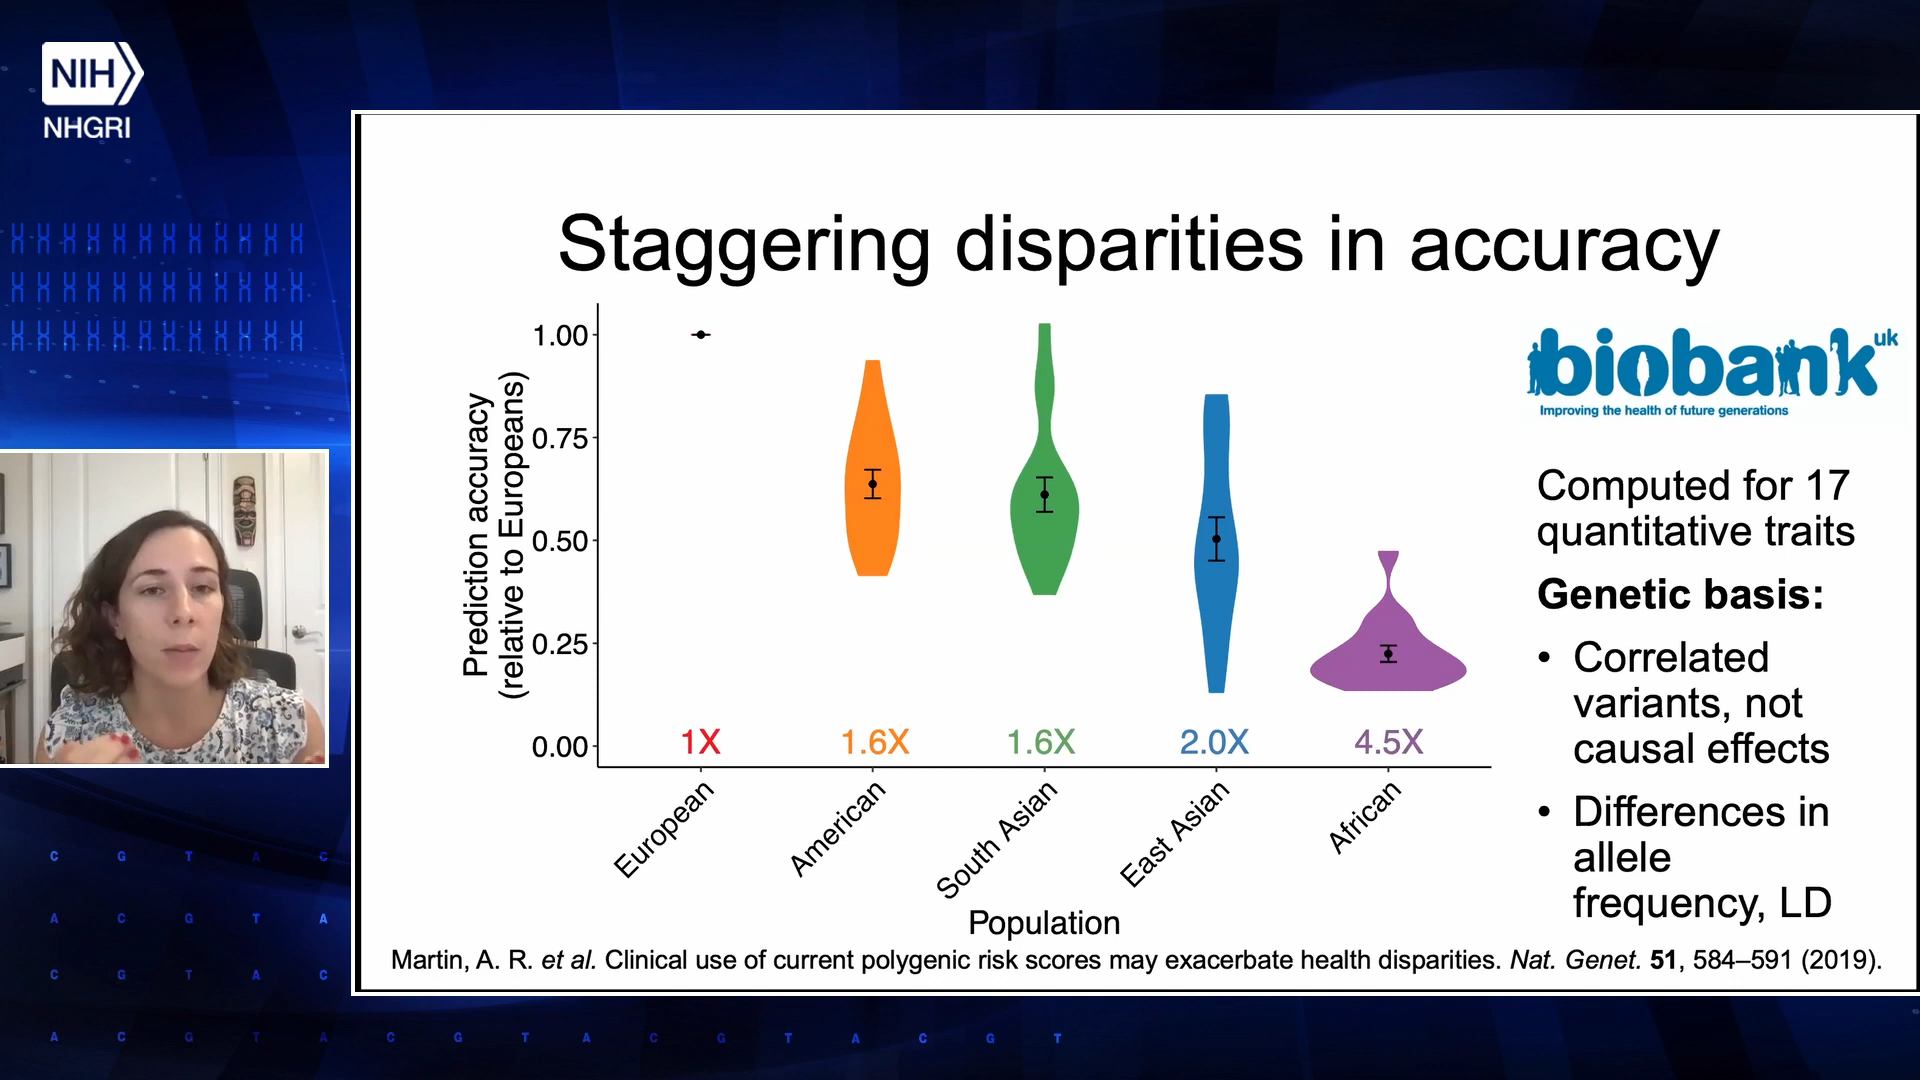 NIH
NHGRI
Staggering disparities in accuracy
Prediction accuracy
(relative to Europeans)
1.00
0.75
0.50
0.25
0.00
1X
1.6X
1.6X
2.0X
4.5X
European
American
South Asian
East Asian
African
Population
biobank uk
Improving the health of future generations
Computed for 17
quantitative traits
Genetic basis:
• Correlated
variants, not
causal effects
• Differences in
allele
frequency, LD
Martin, A. R. et al. Clinical use of current polygenic risk scores may exacerbate health disparities. Nat. Genet. 51, 584–591 (2019).
C G T A C
A C G T A
C G T A C
A C G T A C G T A C G T A C G T